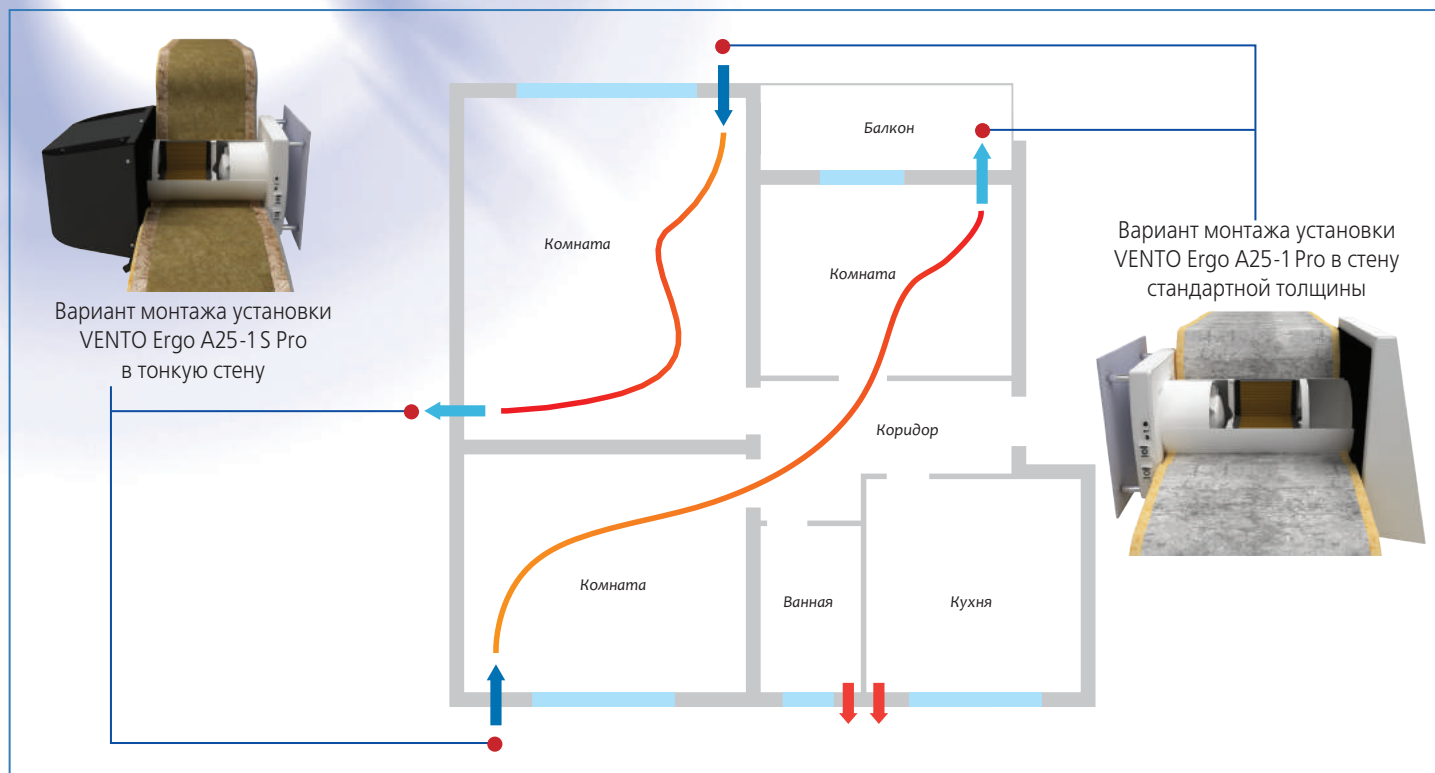 Балкон
Комната
Комната
Вариант монтажа установки
VENTO Ergo A25-1 Pro в стену
стандартной толщины
Вариант монтажа установки
VENTO Ergo A25-1 S Pro
в тонкую стену
Коридор
Комната
Ванная
Кухня